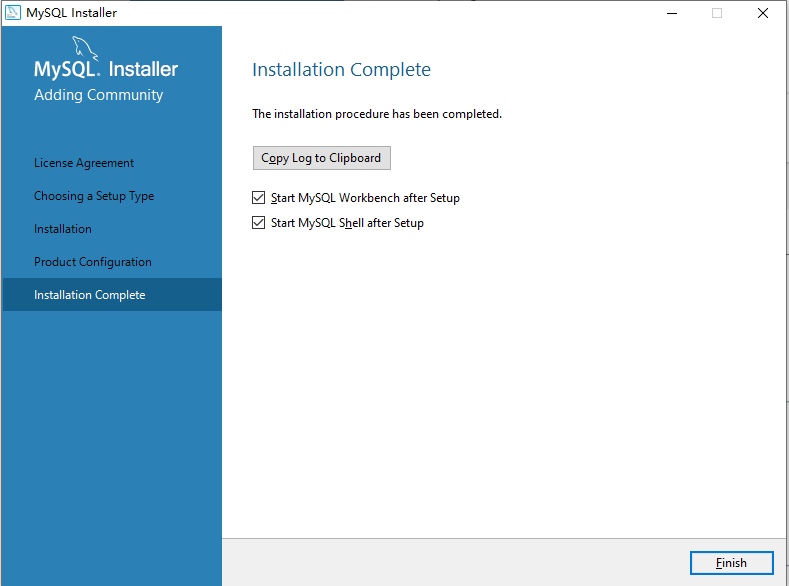 MySQL Installer
MySQL. Installer
Adding Community
License Agreement
Choosing a Setup Type
Installation
Product Configuration
Installation Complete
Installation Complete
The installation procedure has been completed.
Copy Log to Clipboard
Start MySQL Workbench after Setup
Start MySQL Shell after Setup
Finish